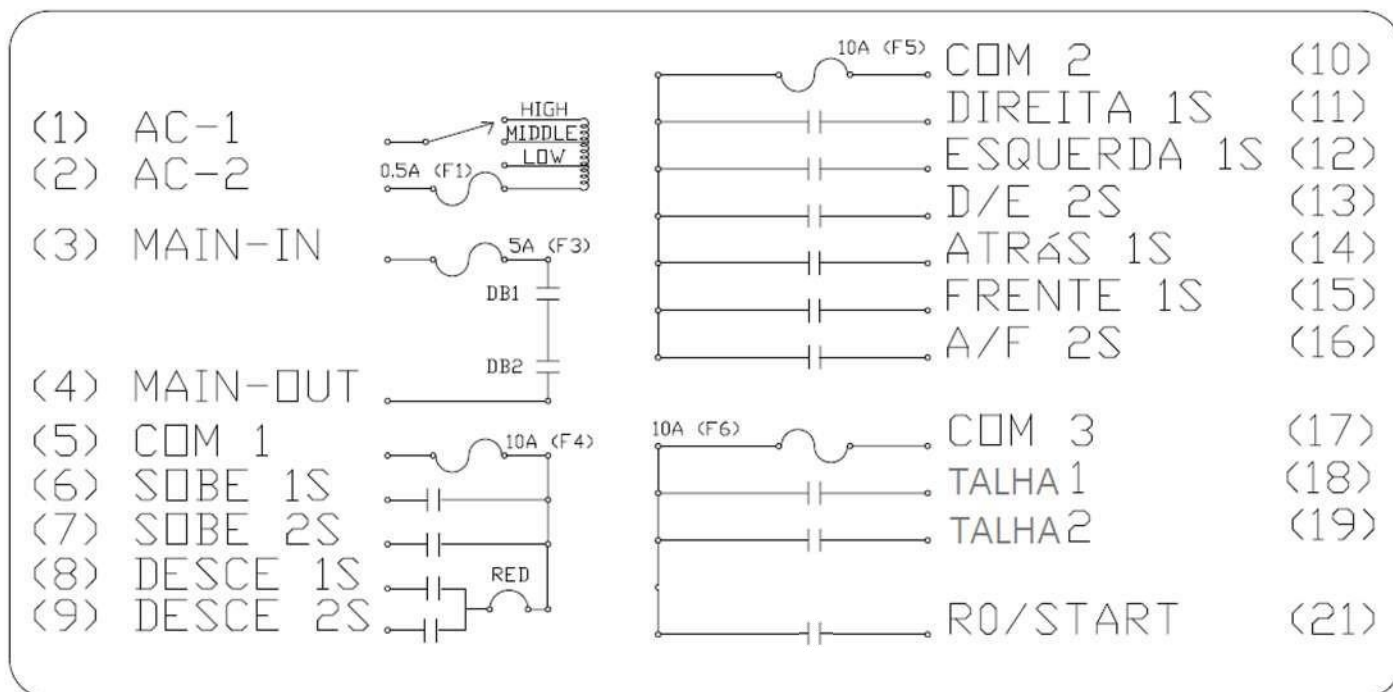 (1) AC-1
HIGH
MIDDLE
LOW
(2) AC-2
0.5A (F1)
(3) MAIN-IN
5A (F3)
DB1
DB2
(4) MAIN-OUT
(5) COM 1
10A (F4)
(6) SOBE 1S
(7) SOBE 2S
(8) DESCE 1S
RED
(9) DESCE 2S
10A (F5)
COM 2 (10)
DIREITA 1S (11)
ESQUERDA 1S (12)
D/E 2S (13)
ATRáS 1S (14)
FRENTE 1S (15)
A/F 2S (16)
10A (F6)
COM 3 (17)
TALHA 1 (18)
TALHA 2 (19)
RO/START (21)